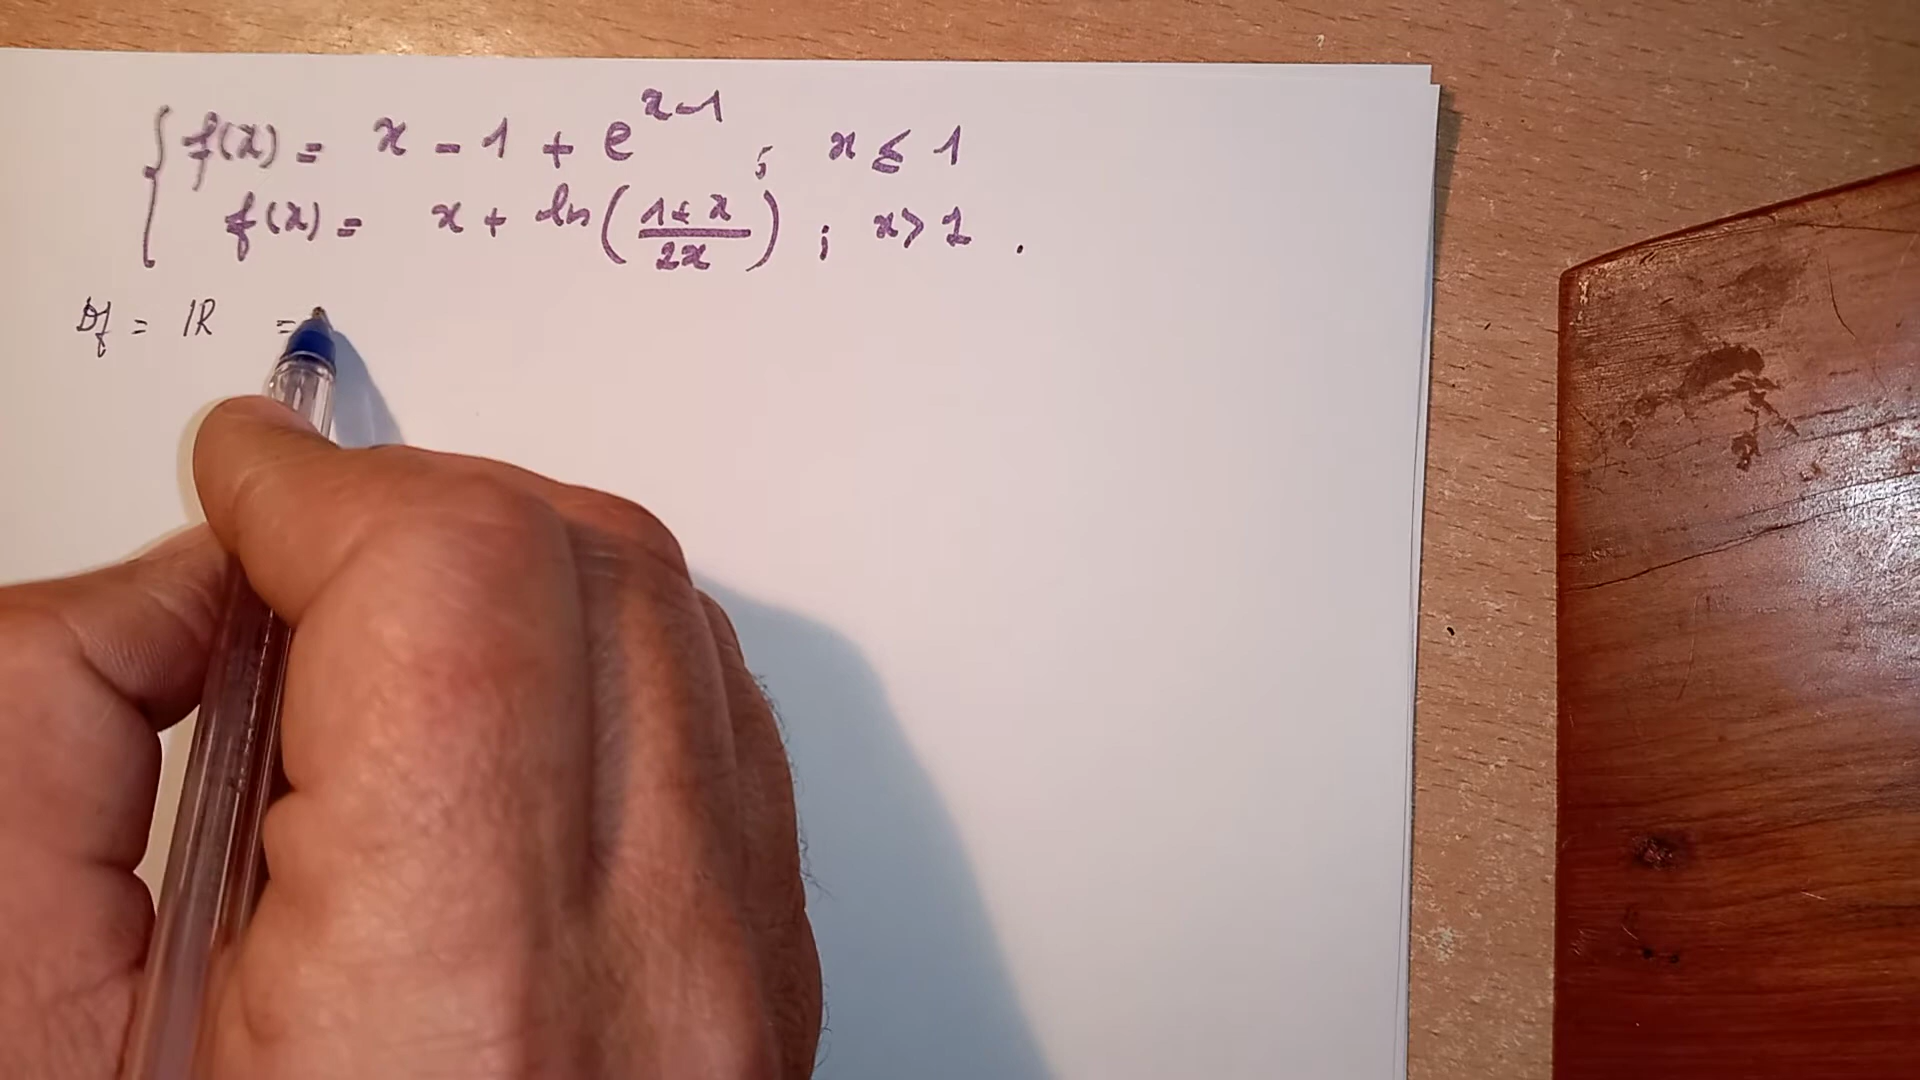 { f(x) = x - 1 + e^{x-1} ; x ≤ 1
f(x) = x + ln((1+x)/(2x)) ; x > 1 .
Df = IR =